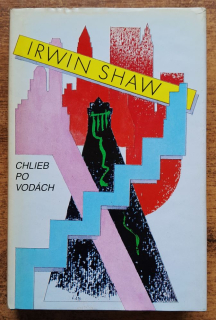 IRWIN SHAW
CHLIEB
PO
VODÁCH